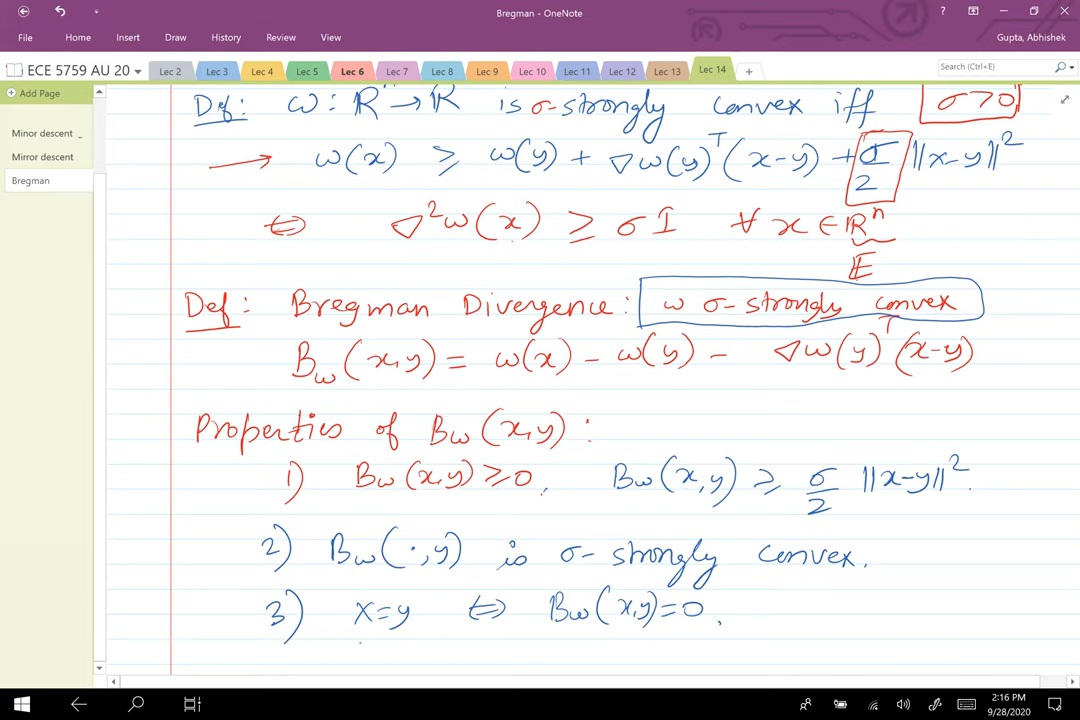 Bregman - OneNote
Gupta, Abhishek
File Home Insert Draw History Review View
ECE 5759 AU 20 Lec 2 Lec 3 Lec 4 Lec 5 Lec 6 Lec 7 Lec 8 Lec 9 Lec 10 Lec 11 Lec 12 Lec 13 Lec 14 + Search (Ctrl+E)
Add Page
Minor descent
Minor descent
Bregman
Def: ω: ℝⁿ → ℝ is σ-strongly convex iff σ>0
→ ω(x) ≥ ω(y) + ∇ω(y)ᵀ(x-y) + σ/2 ||x-y||²
⇔ ∇²ω(x) ≥ σI ∀ x ∈ ℝⁿ
𝔼
Def: Bregman Divergence: ω σ-strongly convex
B_ω(x,y) = ω(x) - ω(y) - ∇ω(y)ᵀ(x-y)
Properties of B_ω(x,y):
1) B_ω(x,y) ≥ 0, B_ω(x,y) ≥ σ/2 ||x-y||².
2) B_ω(·,y) is σ-strongly convex.
3) x=y ⇔ B_ω(x,y)=0.
2:16 PM
9/28/2020